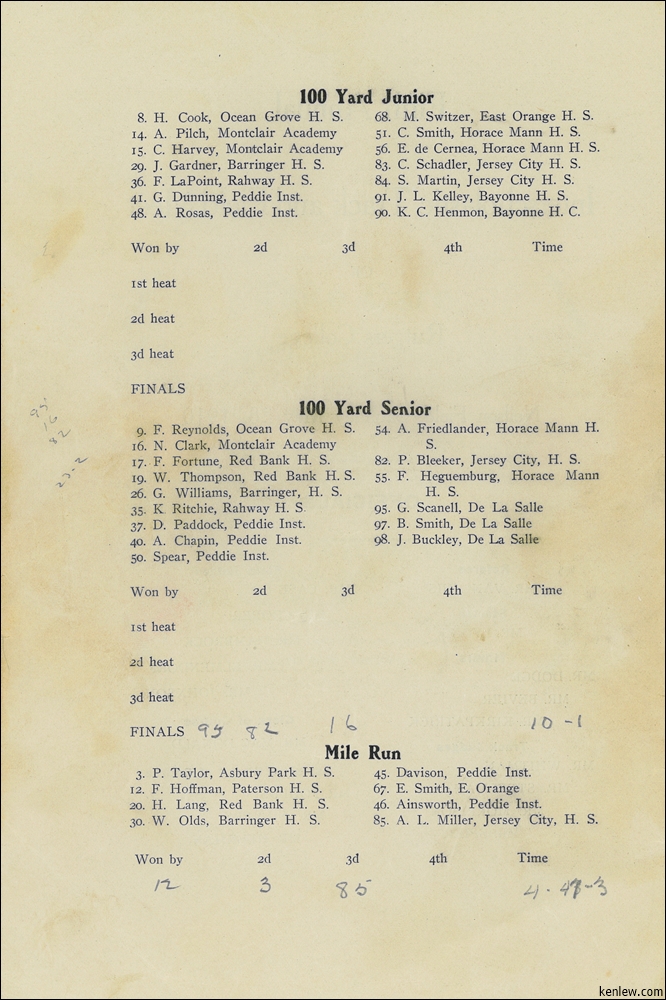 100 Yard Junior
8. H. Cook, Ocean Grove H. S.
14. A. Pilch, Montclair Academy
15. C. Harvey, Montclair Academy
29. J. Gardner, Barringer H. S.
36. F. LaPoint, Rahway H. S.
41. G. Dunning, Peddie Inst.
48. A. Rosas, Peddie Inst.
68. M. Switzer, East Orange H. S.
51. C. Smith, Horace Mann H. S.
56. E. de Cernea, Horace Mann H. S.
83. C. Schadler, Jersey City H. S.
84. S. Martin, Jersey City H. S.
91. J. L. Kelley, Bayonne H. S.
90. K. C. Henmon, Bayonne H. C.
Won by 2d 3d 4th Time
1st heat
2d heat
3d heat
FINALS
95
16
82
100 Yard Senior
9. F. Reynolds, Ocean Grove H. S.
16. N. Clark, Montclair Academy
17. F. Fortune, Red Bank H. S.
19. W. Thompson, Red Bank H. S.
26. G. Williams, Barringer, H. S.
35. K. Ritchie, Rahway H. S.
37. D. Paddock, Peddie Inst.
40. A. Chapin, Peddie Inst.
50. Spear, Peddie Inst.
54. A. Friedlander, Horace Mann H.
S.
82. P. Bleeker, Jersey City, H. S.
55. F. Heguemburg, Horace Mann
H. S.
95. G. Scanell, De La Salle
97. B. Smith, De La Salle
98. J. Buckley, De La Salle
Won by 2d 3d 4th Time
1st heat
2d heat
3d heat
FINALS 95 82 16 10-1
Mile Run
3. P. Taylor, Asbury Park H. S.
12. F. Hoffman, Paterson H. S.
20. H. Lang, Red Bank H. S.
30. W. Olds, Barringer H. S.
45. Davison, Peddie Inst.
67. E. Smith, E. Orange
46. Ainsworth, Peddie Inst.
85. A. L. Miller, Jersey City, H. S.
Won by 2d 3d 4th Time
12 3 85
kenlew.com